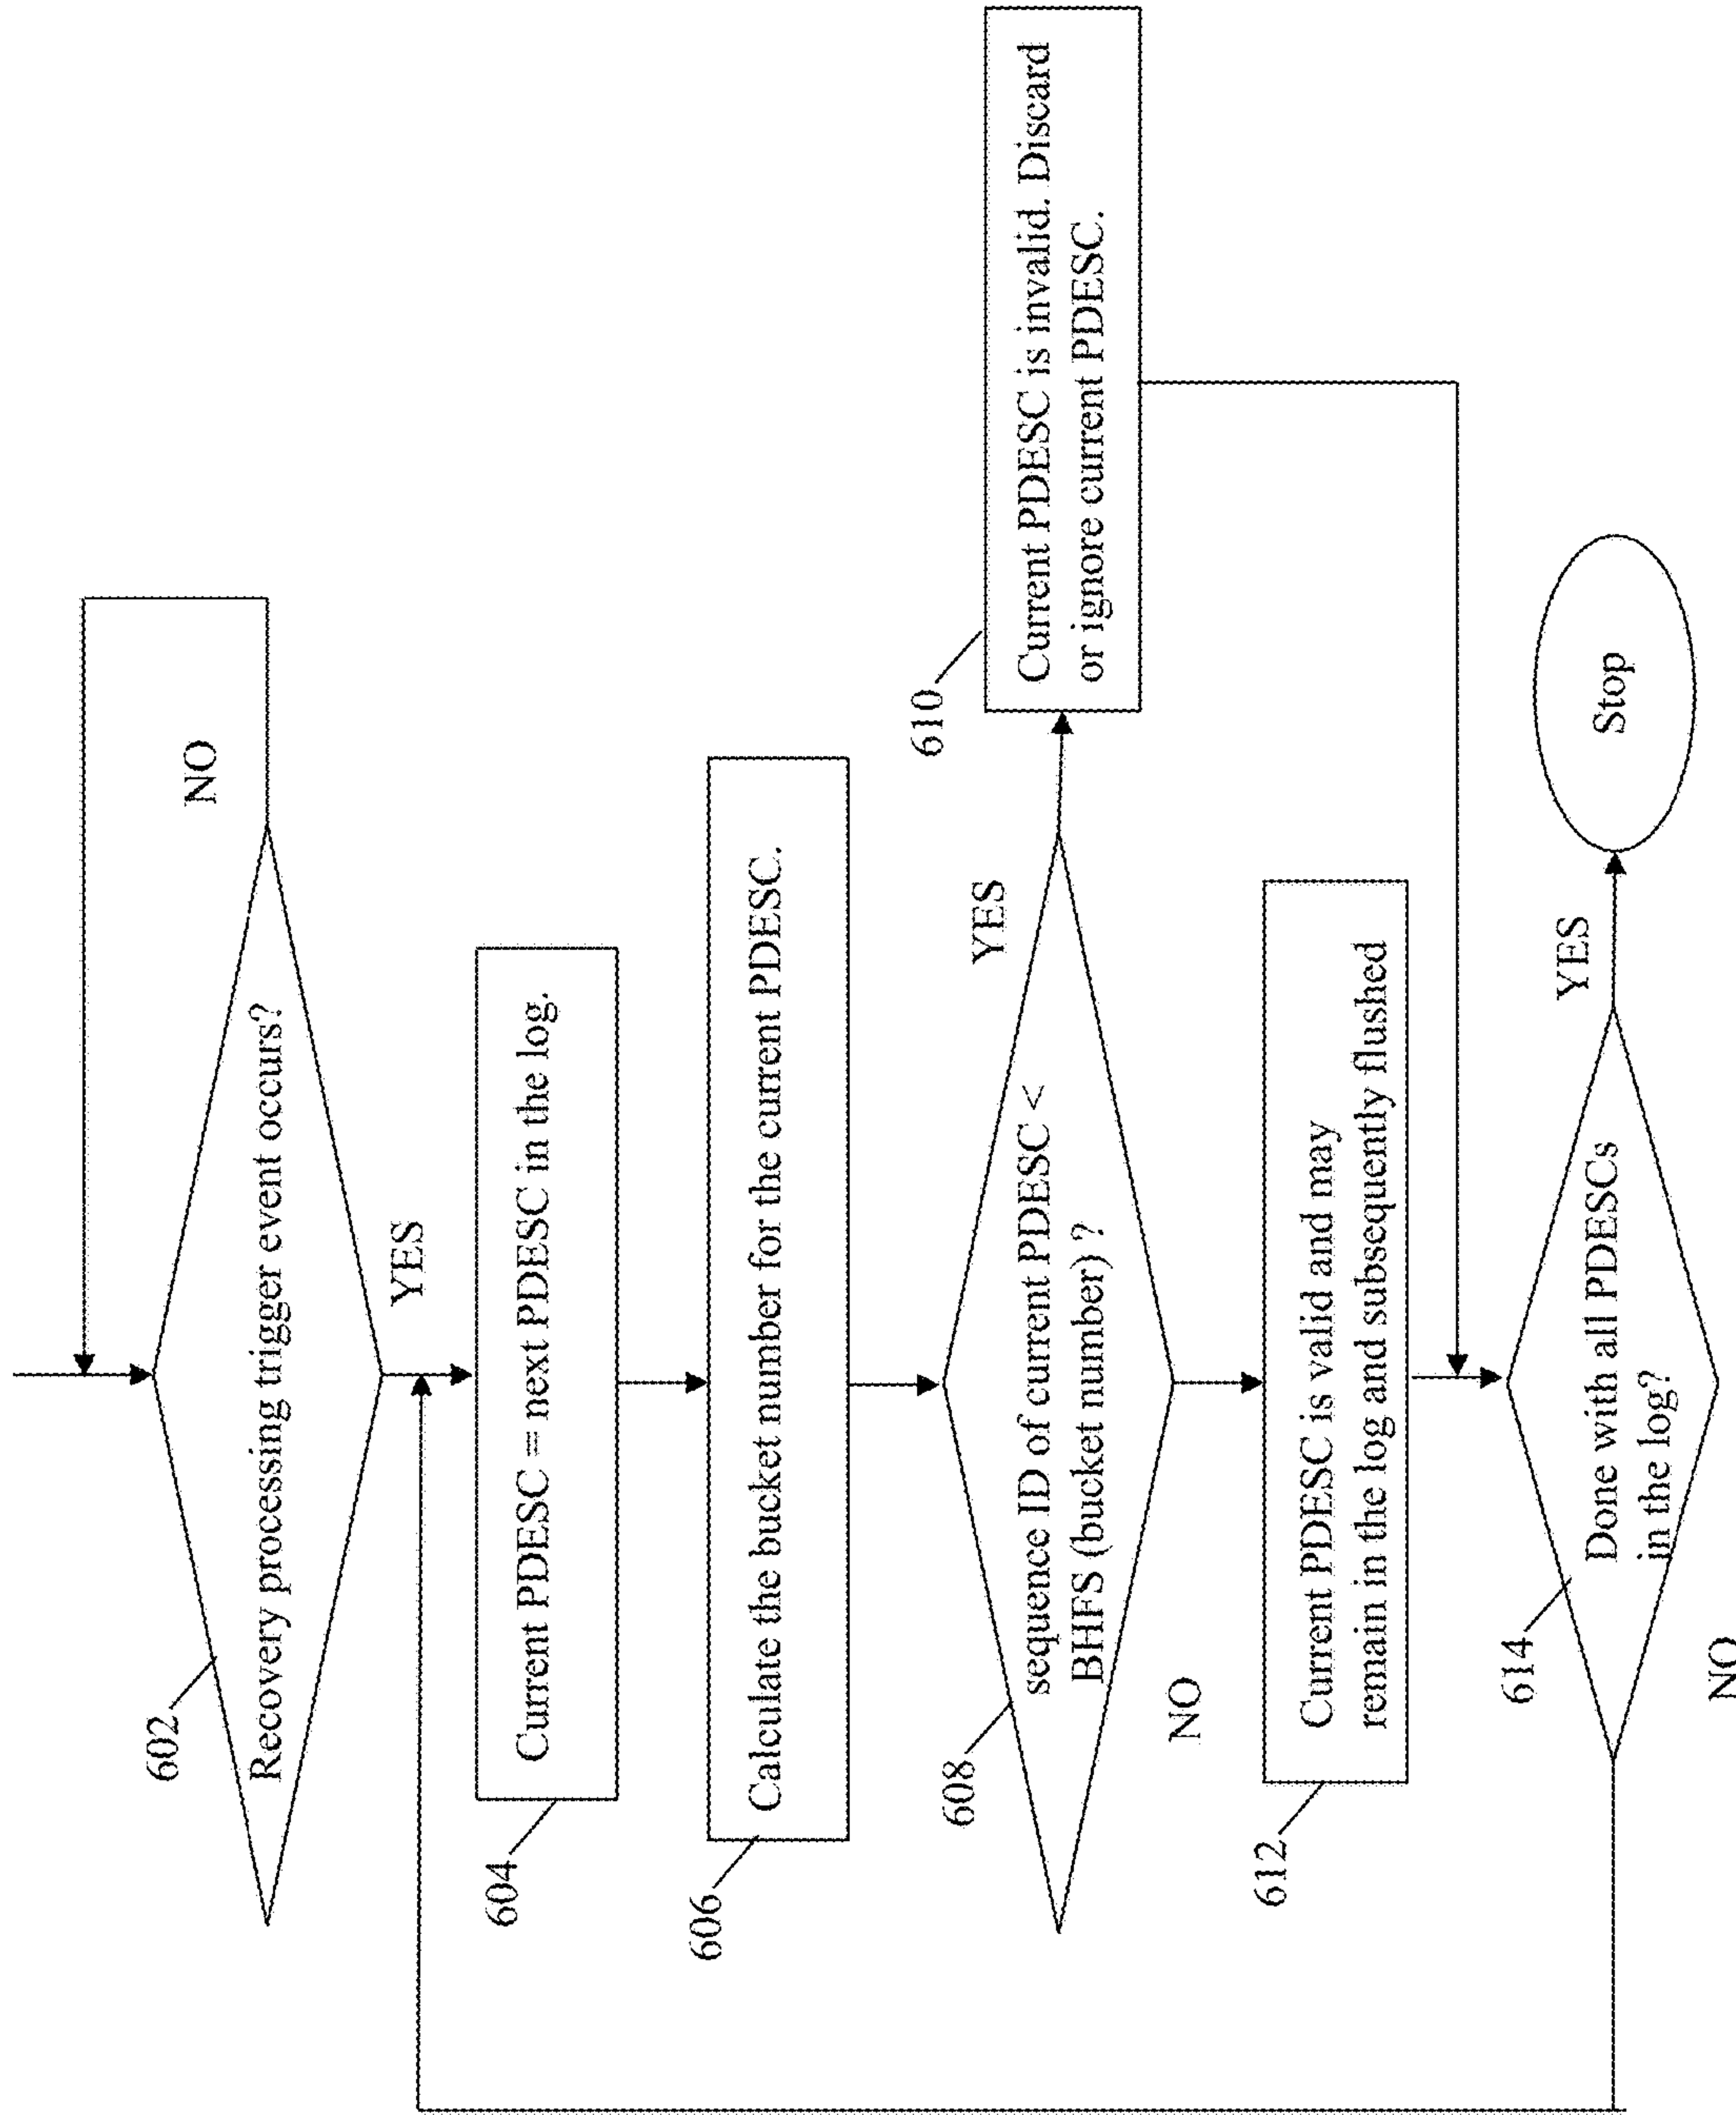 602
Recovery processing trigger event occurs?
NO
YES
604
Current PDESC = next PDESC in the log.
606
Calculate the bucket number for the current PDESC.
608
sequence ID of current PDESC <
BHFS (bucket number) ?
YES
610
Current PDESC is invalid. Discard
or ignore current PDESC.
NO
612
Current PDESC is valid and may
remain in the log and subsequently flushed
614
Done with all PDESCs
in the log?
YES
Stop
NO